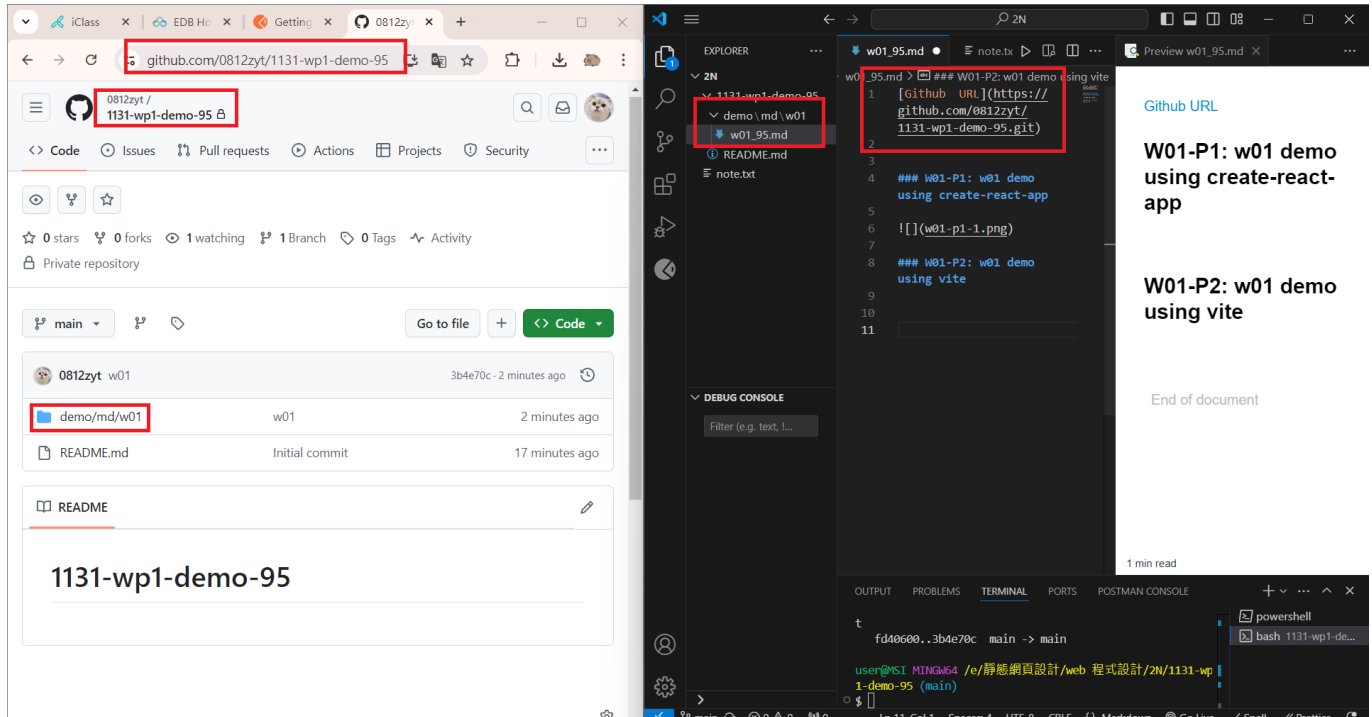 iClass
EDB Ho
Getting
0812zyt
github.com/0812zyt/1131-wp1-demo-95
0812zyt /
1131-wp1-demo-95
Code
Issues
Pull requests
Actions
Projects
Security
0 stars
0 forks
1 watching
1 Branch
0 Tags
Activity
Private repository
main
Go to file
Code
0812zyt w01
3b4e70c · 2 minutes ago
demo/md/w01
w01
2 minutes ago
README.md
Initial commit
17 minutes ago
README
1131-wp1-demo-95
2N
EXPLORER
2N
1131-wp1-demo-95
demo\md\w01
w01_95.md
README.md
note.txt
DEBUG CONSOLE
Filter (e.g. text, !...
w01_95.md
note.tx
w01_95.md > ### W01-P2: w01 demo using vite
1 [Github URL](https://
github.com/0812zyt/
1131-wp1-demo-95.git)
2
3
4 ### W01-P1: w01 demo
using create-react-app
5
6 ![](w01-p1-1.png)
7
8 ### W01-P2: w01 demo
using vite
9
10
11
Preview w01_95.md
Github URL
W01-P1: w01 demo
using create-react-
app
W01-P2: w01 demo
using vite
End of document
1 min read
OUTPUT
PROBLEMS
TERMINAL
PORTS
POSTMAN CONSOLE
t
fd40600..3b4e70c main -> main
user@MSI MINGW64 /e/靜態網頁設計/web 程式設計/2N/1131-wp
1-demo-95 (main)
$
powershell
bash 1131-wp1-de...